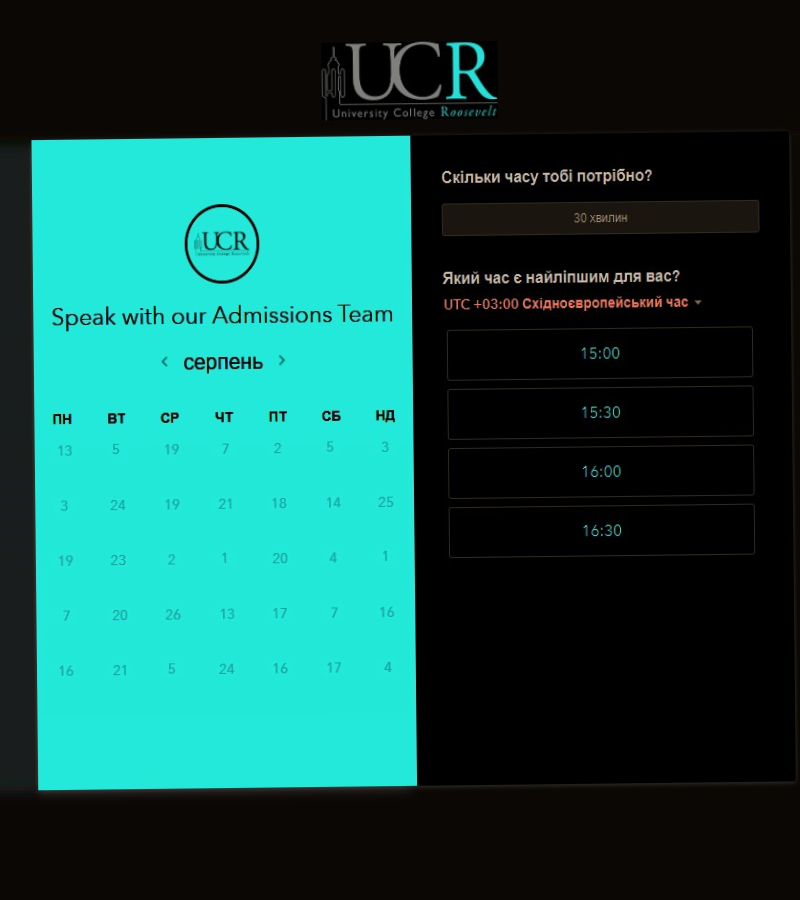 UCR
University College Roosevelt
UCR
University College Roosevelt
Speak with our Admissions Team
серпень
ПН ВТ СР ЧТ ПТ СБ НД
13 5 19 7 2 5 3
3 24 19 21 18 14 25
19 23 2 1 20 4 1
7 20 26 13 17 7 16
16 21 5 24 16 17 4
Скільки часу тобі потрібно?
30 хвилин
Який час є найліпшим для вас?
UTC +03:00 Східноєвропейський час
15:00
15:30
16:00
16:30